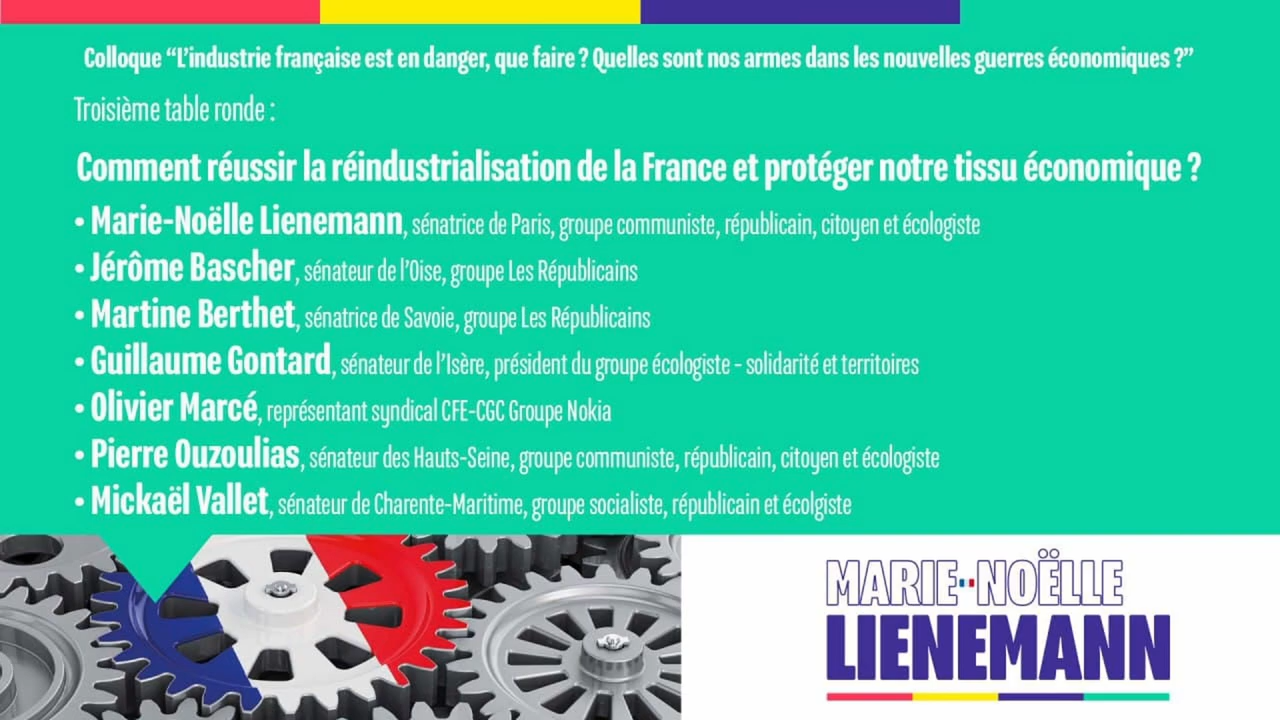 Colloque “L’industrie française est en danger, que faire ? Quelles sont nos armes dans les nouvelles guerres économiques ?”
Troisième table ronde :
Comment réussir la réindustrialisation de la France et protéger notre tissu économique ?
• Marie-Noëlle Lienemann, sénatrice de Paris, groupe communiste, républicain, citoyen et écologiste
• Jérôme Bascher, sénateur de l’Oise, groupe Les Républicains
• Martine Berthet, sénatrice de Savoie, groupe Les Républicains
• Guillaume Gontard, sénateur de l’Isère, président du groupe écologiste - solidarité et territoires
• Olivier Marcé, représentant syndical CFE-CGC Groupe Nokia
• Pierre Ouzoulias, sénateur des Hauts-Seine, groupe communiste, républicain, citoyen et écologiste
• Mickaël Vallet, sénateur de Charente-Maritime, groupe socialiste, républicain et écolgiste
MARIE-NOËLLE
LIENEMANN